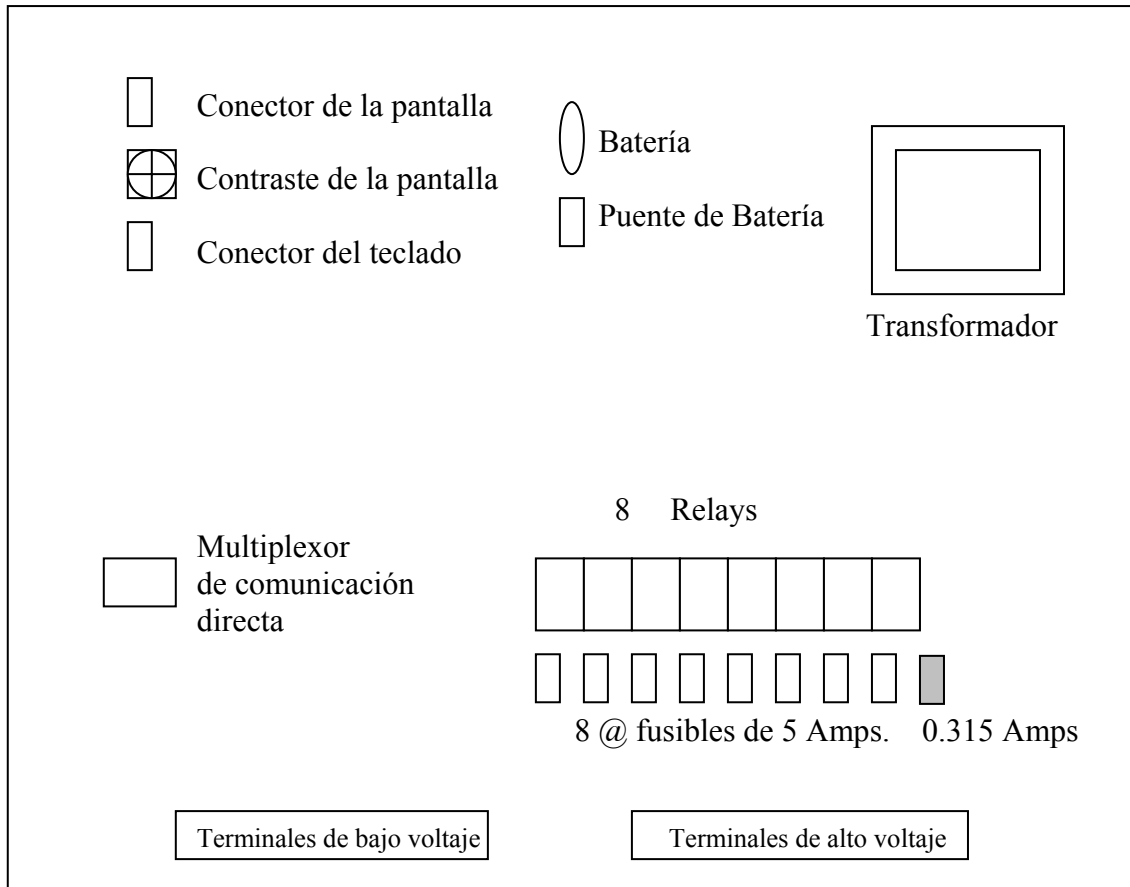 Conector de la pantalla
Contraste de la pantalla
Conector del teclado
Batería
Puente de Batería
Transformador
8 Relays
Multiplexor
de comunicación
directa
8 @ fusibles de 5 Amps. 0.315 Amps
Terminales de bajo voltaje
Terminales de alto voltaje